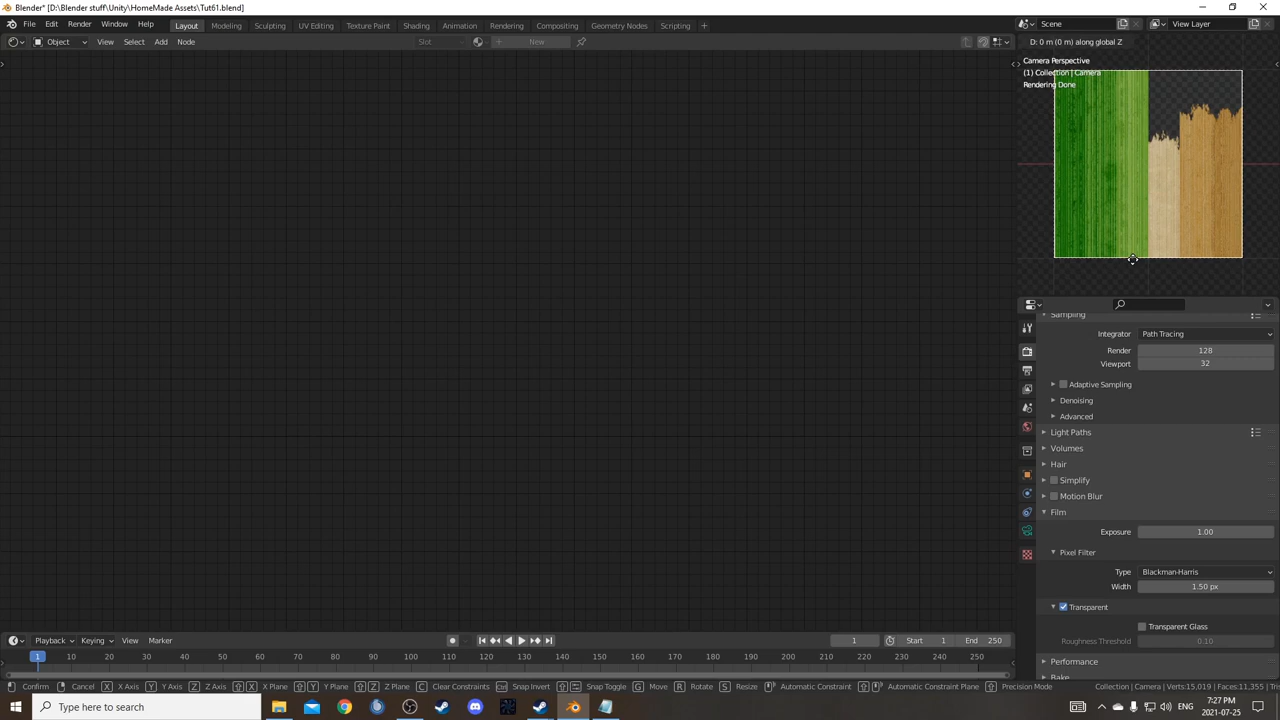 Blender* [D:\Blender stuff\Unity\HomeMade Assets\Tut61.blend]
File Edit Render Window Help Layout Modeling Sculpting UV Editing Texture Paint Shading Animation Rendering Compositing Geometry Nodes Scripting + Scene View Layer
Object View Select Add Node Slot New D: 0 m (0 m) along global Z
Camera Perspective
(1) Collection | Camera
Rendering Done
Sampling
Integrator Path Tracing
Render 128
Viewport 32
Adaptive Sampling
Denoising
Advanced
Light Paths
Volumes
Hair
Simplify
Motion Blur
Film
Exposure 1.00
Pixel Filter
Type Blackman-Harris
Width 1.50 px
Transparent
Transparent Glass
Roughness Threshold 0.10
Performance
Bake
Playback Keying View Marker 1 Start 1 End 250
1 10 20 30 40 50 60 70 80 90 100 110 120 130 140 150 160 170 180 190 200 210 220 230 240 250
Confirm Cancel X X Axis Y Y Axis Z Z Axis X X Plane Y Y Plane Z Z Plane C Clear Constraints Snap Invert Snap Toggle G Move R Rotate S Resize Automatic Constraint Automatic Constraint Plane Precision Mode Collection | Camera | Verts:15,019 | Faces:11,355 | Tri
Type here to search ENG 7:27 PM
2021-07-25